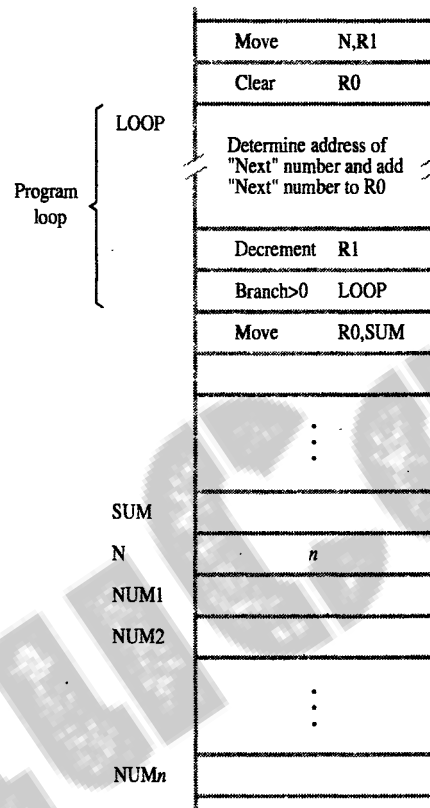 Move N,R1
Clear R0
LOOP
Determine address of
"Next" number and add
"Next" number to R0
Program
loop
Decrement R1
Branch>0 LOOP
Move R0,SUM
SUM
N n
NUM1
NUM2
NUMn